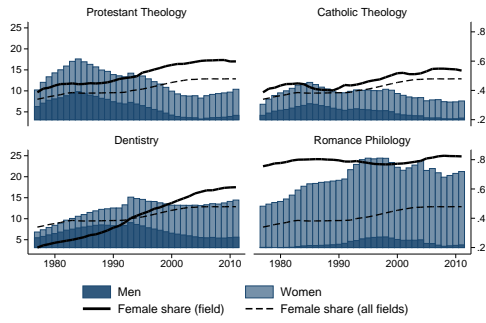 Protestant Theology
Catholic Theology
25
20
15
10
5
.8
.6
.4
.2
Dentistry
Romance Philology
25
20
15
10
5
.8
.6
.4
.2
1980 1990 2000 2010
1980 1990 2000 2010
Men
Women
Female share (field)
Female share (all fields)